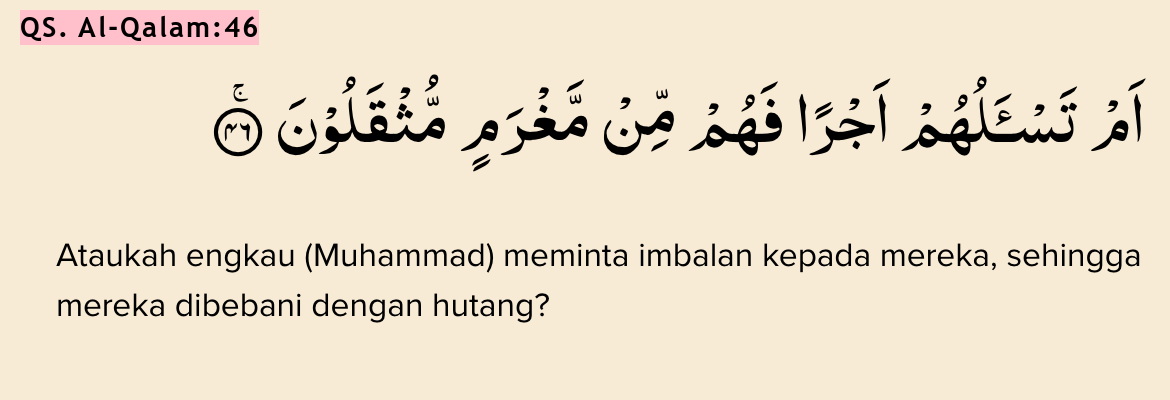 QS. Al-Qalam:46
اَمْ تَسْـَٔلُهُمْ اَجْرًا فَهُمْ مِّنْ مَّغْرَمٍ مُّثْقَلُوْنَ ۚ ٤٦
Ataukah engkau (Muhammad) meminta imbalan kepada mereka, sehingga
mereka dibebani dengan hutang?